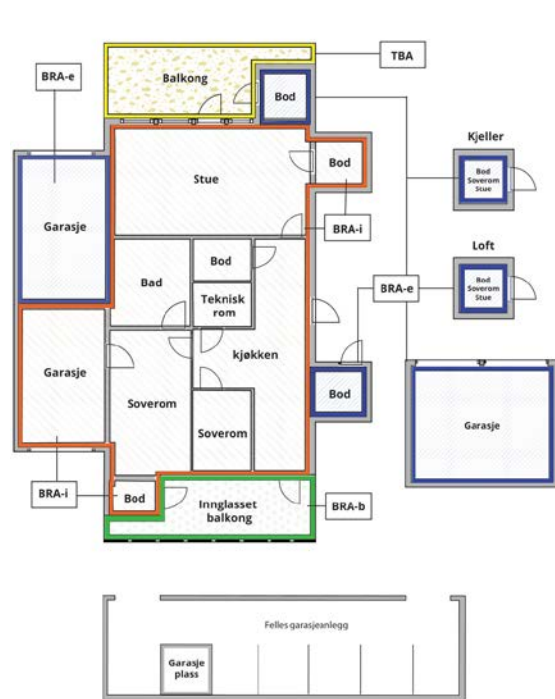 TBA
BRA-e
Balkong
Bod
Kjeller
Bod
Soverom
Stue
Stue
Bod
BRA-i
Garasje
Loft
Bod
Soverom
Stue
Bad
Bod
Teknisk
rom
BRA-e
kjøkken
Garasje
Soverom
Soverom
Bod
Garasje
BRA-i
Bod
Innglasset
balkong
BRA-b
Felles garasjeanlegg
Garasje
plass